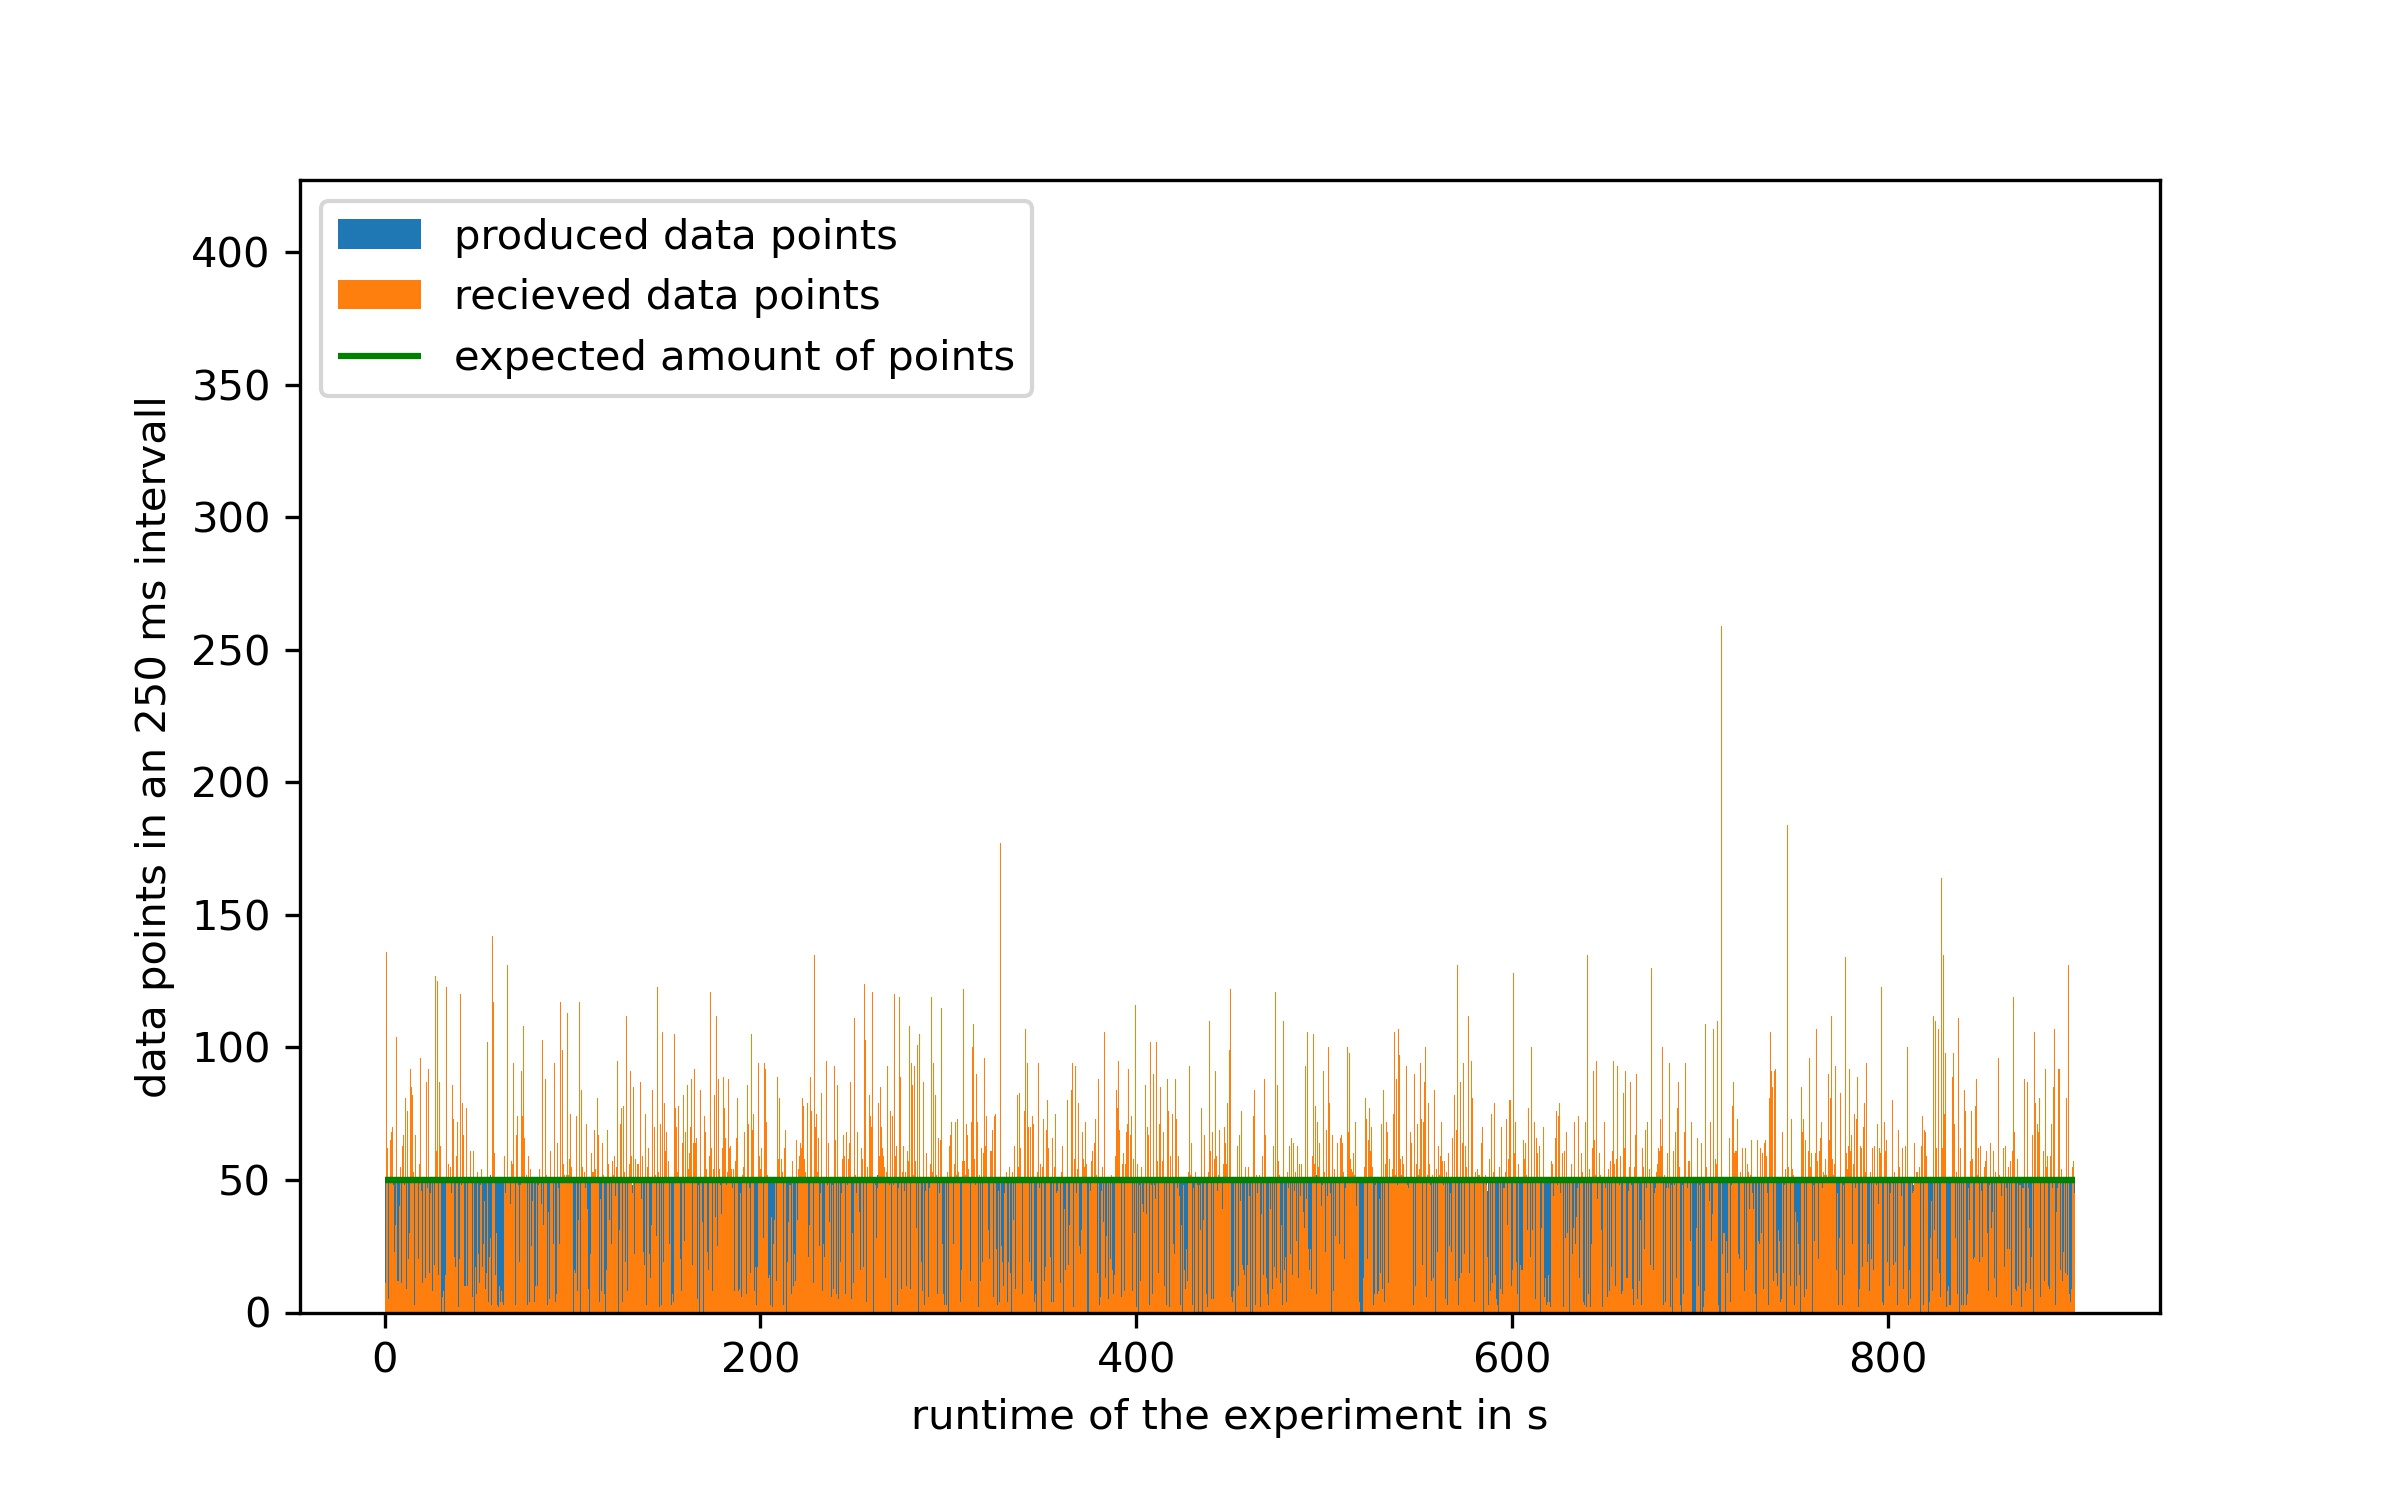 produced data points
recieved data points
expected amount of points
400
350
300
250
200
150
100
50
0
data points in an 250 ms intervall
0 200 400 600 800
runtime of the experiment in s